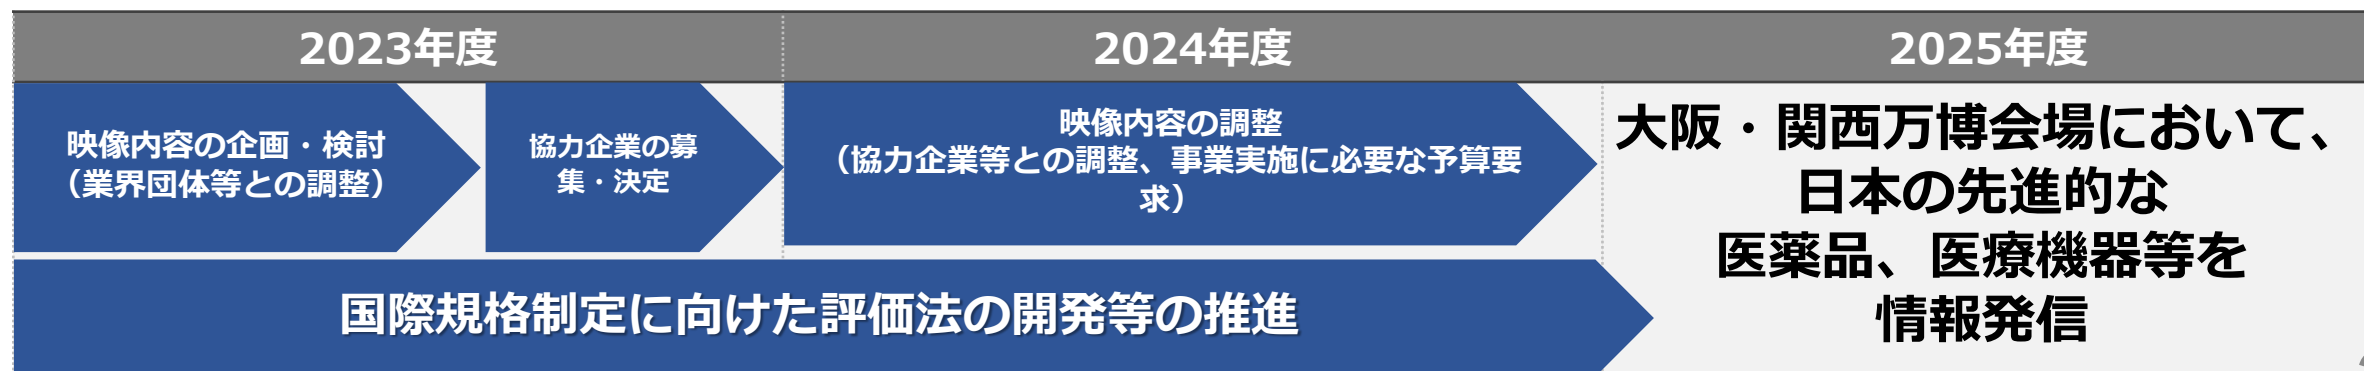 2023年度
2024年度
2025年度
映像内容の企画・検討
（業界団体等との調整）
協力企業の募
集・決定
映像内容の調整
（協力企業等との調整、事業実施に必要な予算要
求）
大阪・関西万博会場において、
日本の先進的な
医薬品、医療機器等を
情報発信
国際規格制定に向けた評価法の開発等の推進